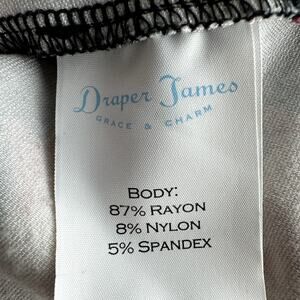 Draper James
GRACE & CHARM
BODY:
87% RAYON
8% NYLON
5% SPANDEX